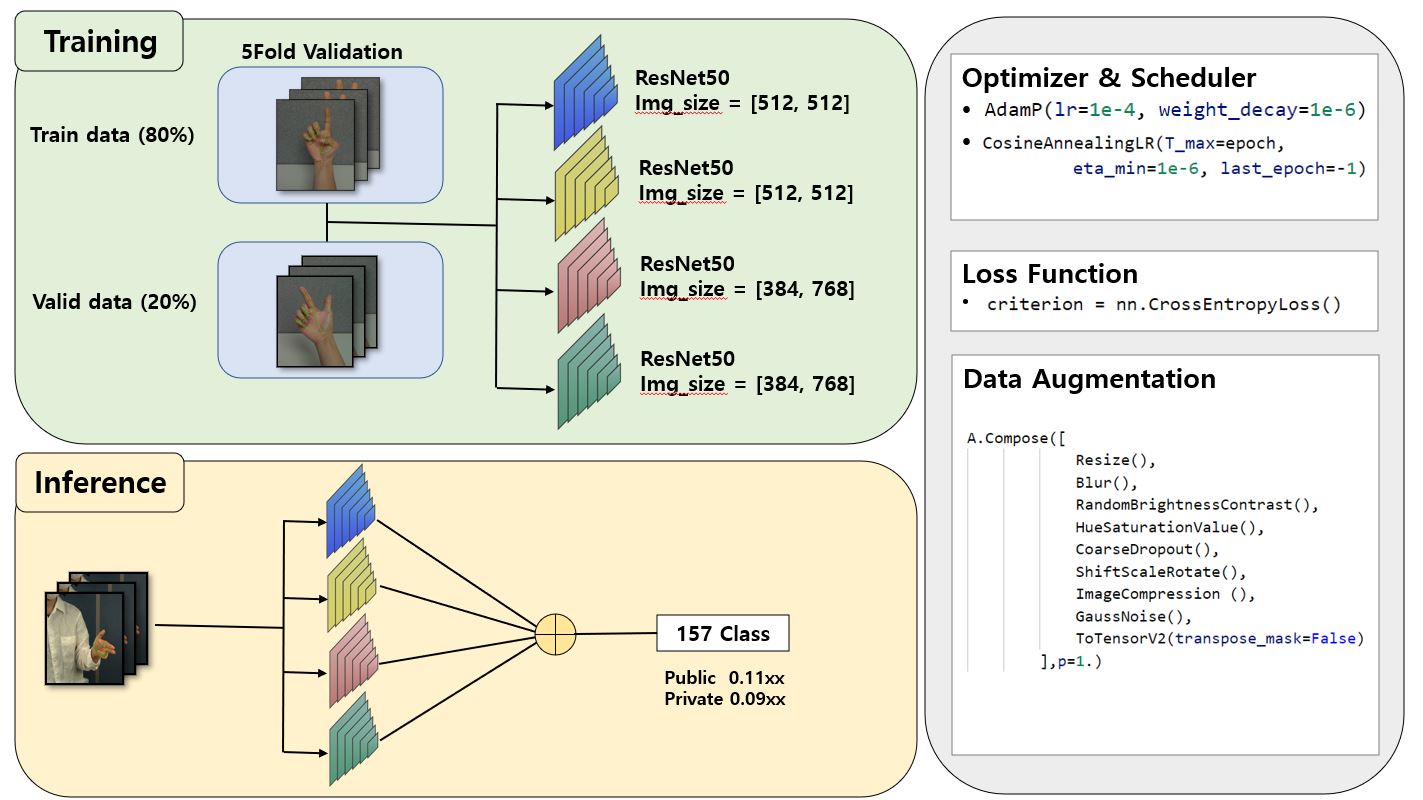 Training
5Fold Validation
Train data (80%)
Valid data (20%)
ResNet50
Img_size = [512, 512]
ResNet50
Img_size = [512, 512]
ResNet50
Img_size = [384, 768]
ResNet50
Img_size = [384, 768]
Inference
157 Class
Public 0.11xx
Private 0.09xx
Optimizer & Scheduler
• AdamP(lr=1e-4, weight_decay=1e-6)
• CosineAnnealingLR(T_max=epoch,
eta_min=1e-6, last_epoch=-1)
Loss Function
• criterion = nn.CrossEntropyLoss()
Data Augmentation
A.Compose([
Resize(),
Blur(),
RandomBrightnessContrast(),
HueSaturationValue(),
CoarseDropout(),
ShiftScaleRotate(),
ImageCompression (),
GaussNoise(),
ToTensorV2(transpose_mask=False)
],p=1.)